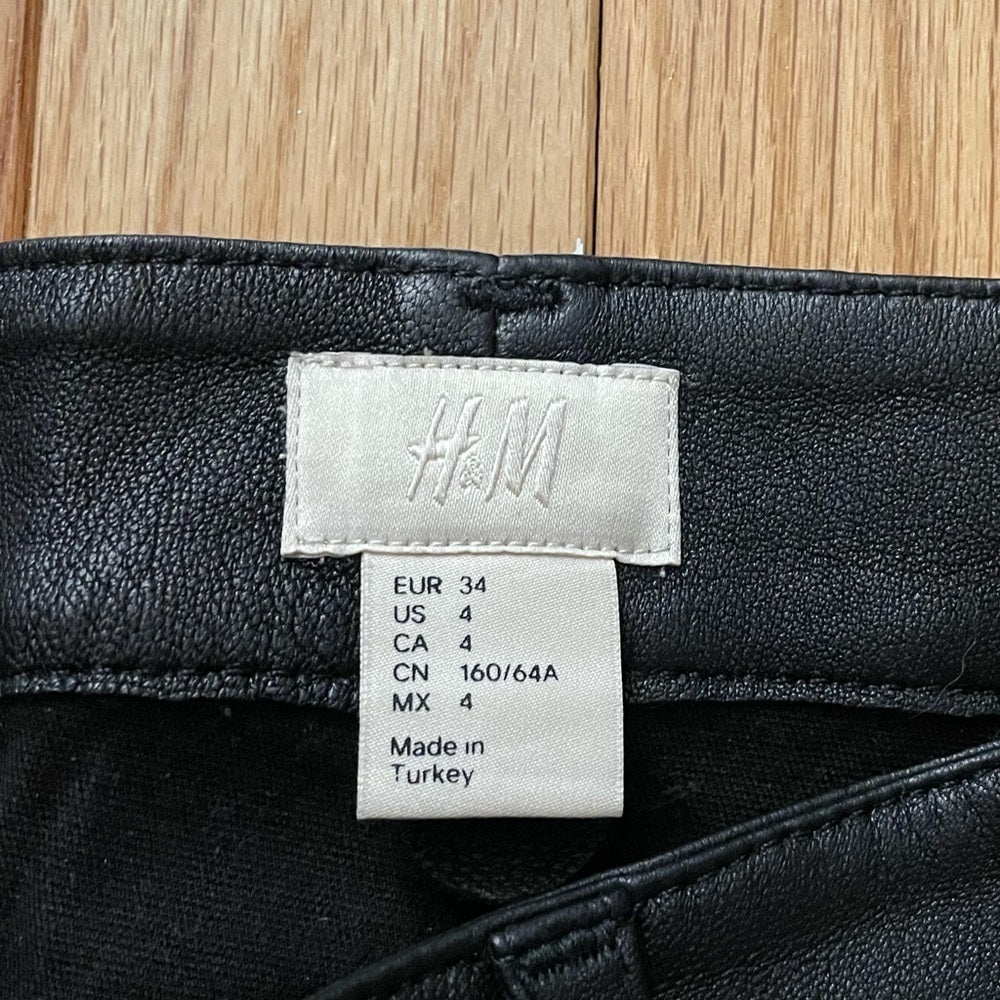 H&M
EUR 34
US 4
CA 4
CN 160/64A
MX 4
Made in
Turkey